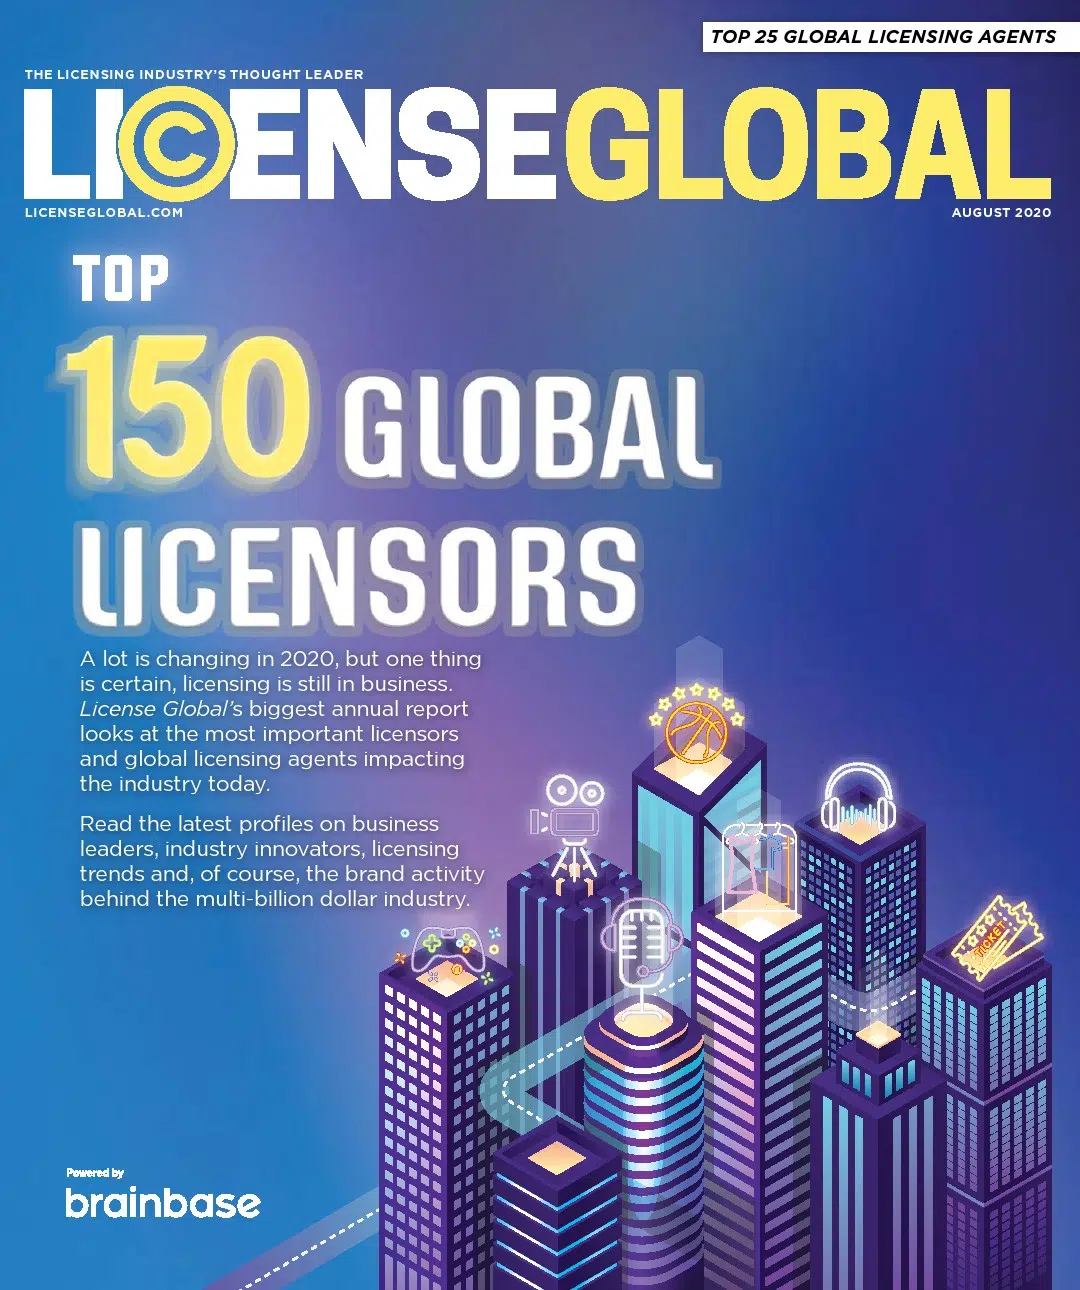 TOP 25 GLOBAL LICENSING AGENTS
THE LICENSING INDUSTRY'S THOUGHT LEADER
LICENSEGLOBAL
LICENSEGLOBAL.COM
AUGUST 2020
TOP
150 GLOBAL
LICENSORS
A lot is changing in 2020, but one thing
is certain, licensing is still in business.
License Global's biggest annual report
looks at the most important licensors
and global licensing agents impacting
the industry today.
Read the latest profiles on business
leaders, industry innovators, licensing
trends and, of course, the brand activity
behind the multi-billion dollar industry.
TICKET
Powered by
brainbase